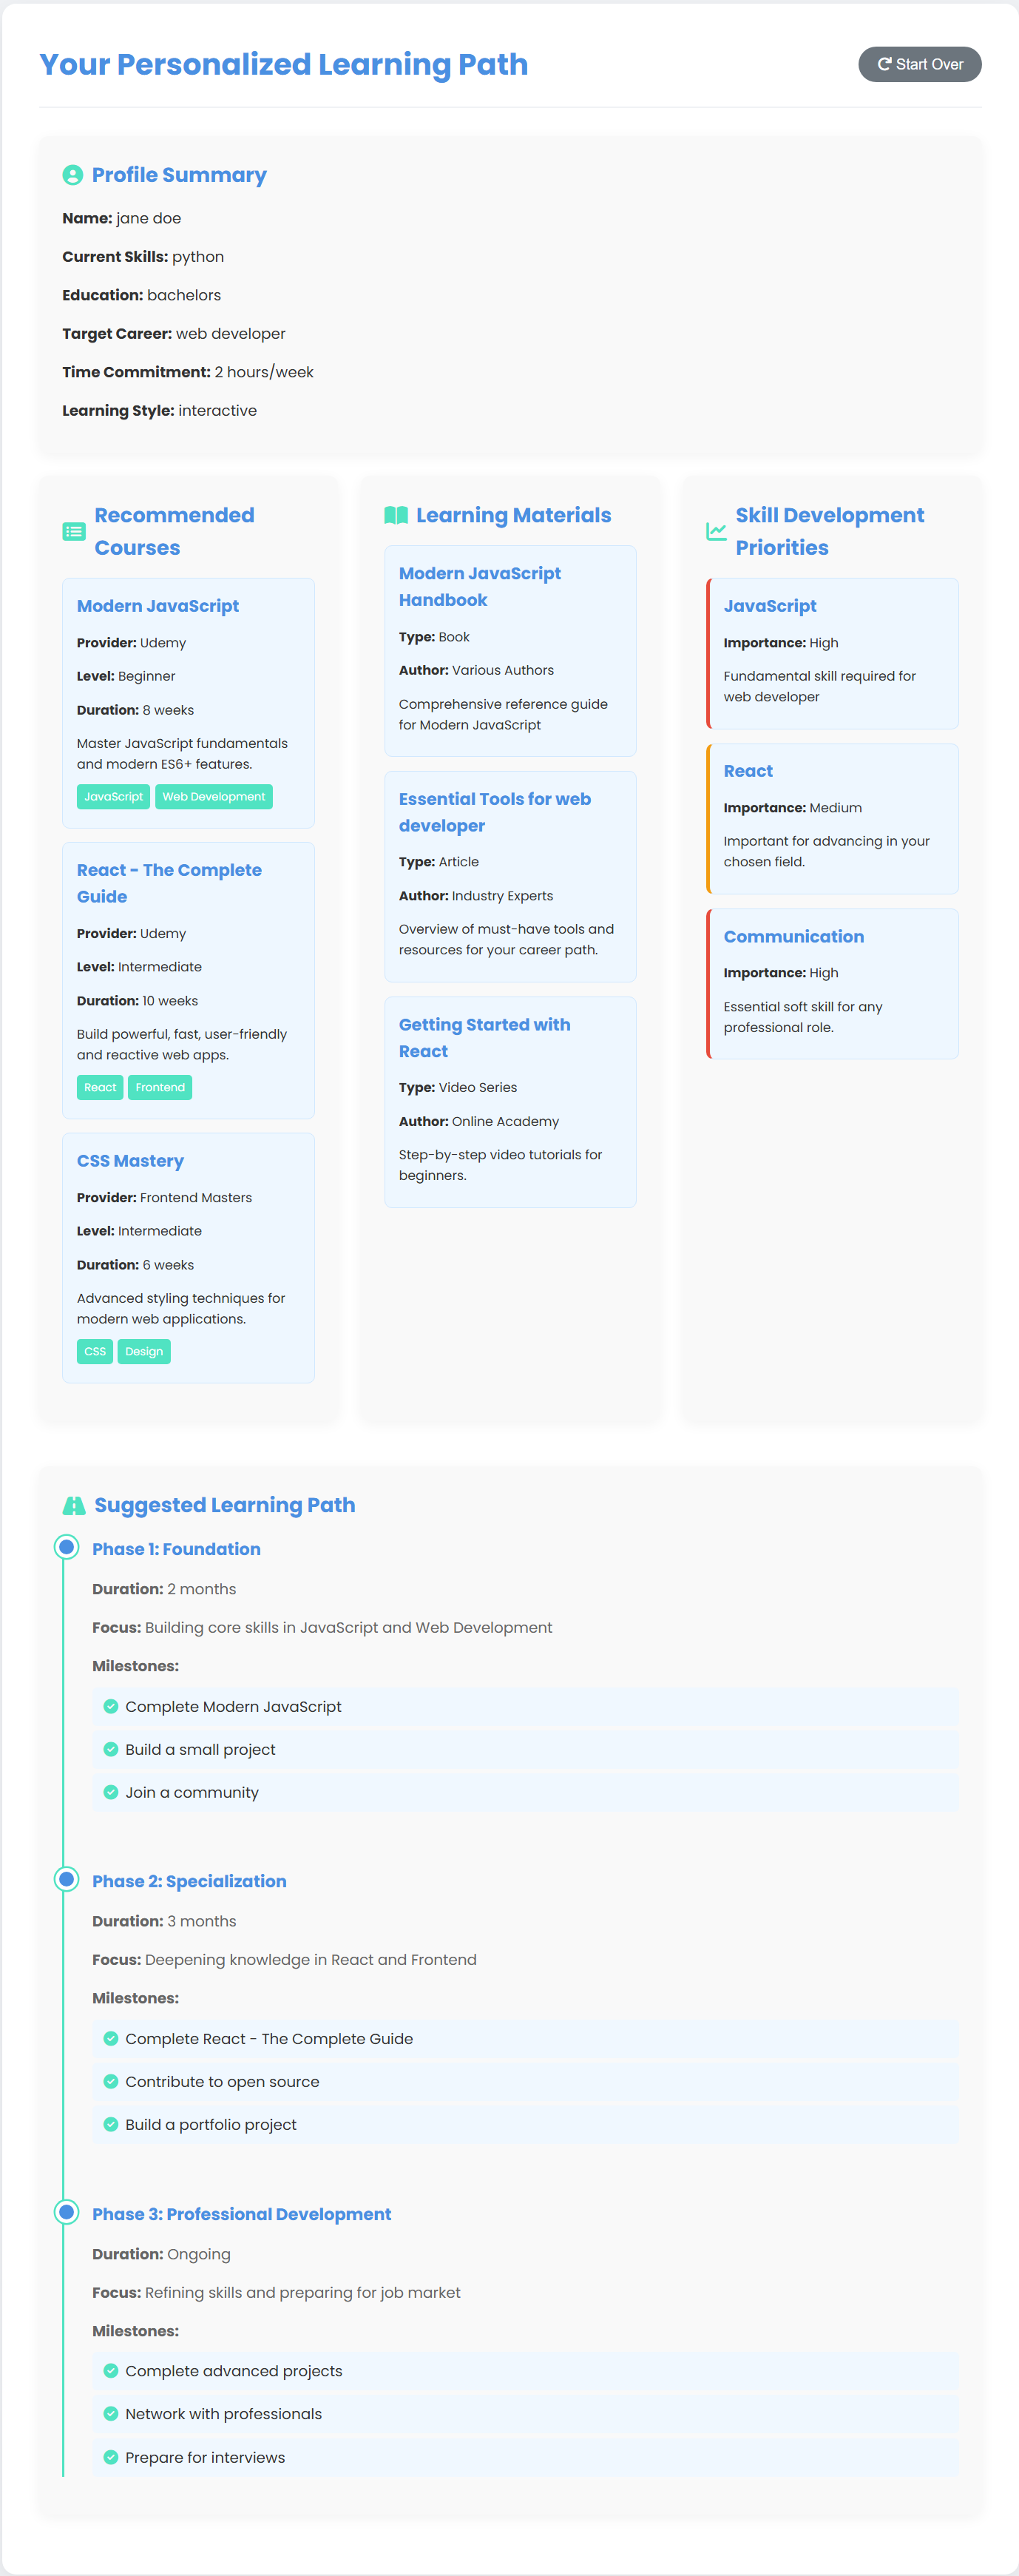 Your Personalized Learning Path
Start Over
Profile Summary
Name: jane doe
Current Skills: python
Education: bachelors
Target Career: web developer
Time Commitment: 2 hours/week
Learning Style: interactive
Recommended
Courses
Modern JavaScript
Provider: Udemy
Level: Beginner
Duration: 8 weeks
Master JavaScript fundamentals
and modern ES6+ features.
JavaScript
Web Development
React - The Complete
Guide
Provider: Udemy
Level: Intermediate
Duration: 10 weeks
Build powerful, fast, user-friendly
and reactive web apps.
React
Frontend
CSS Mastery
Provider: Frontend Masters
Level: Intermediate
Duration: 6 weeks
Advanced styling techniques for
modern web applications.
CSS
Design
Learning Materials
Modern JavaScript
Handbook
Type: Book
Author: Various Authors
Comprehensive reference guide
for Modern JavaScript
Essential Tools for web
developer
Type: Article
Author: Industry Experts
Overview of must-have tools and
resources for your career path.
Getting Started with
React
Type: Video Series
Author: Online Academy
Step-by-step video tutorials for
beginners.
Skill Development
Priorities
JavaScript
Importance: High
Fundamental skill required for
web developer
React
Importance: Medium
Important for advancing in your
chosen field.
Communication
Importance: High
Essential soft skill for any
professional role.
Suggested Learning Path
Phase 1: Foundation
Duration: 2 months
Focus: Building core skills in JavaScript and Web Development
Milestones:
Complete Modern JavaScript
Build a small project
Join a community
Phase 2: Specialization
Duration: 3 months
Focus: Deepening knowledge in React and Frontend
Milestones:
Complete React - The Complete Guide
Contribute to open source
Build a portfolio project
Phase 3: Professional Development
Duration: Ongoing
Focus: Refining skills and preparing for job market
Milestones:
Complete advanced projects
Network with professionals
Prepare for interviews